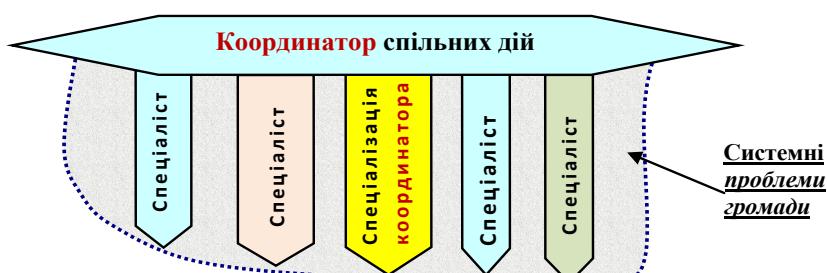 Координатор спільних дій
Спеціаліст
Спеціаліст
Спеціалізація
координатора
Спеціаліст
Спеціаліст
Системні
проблеми
громади